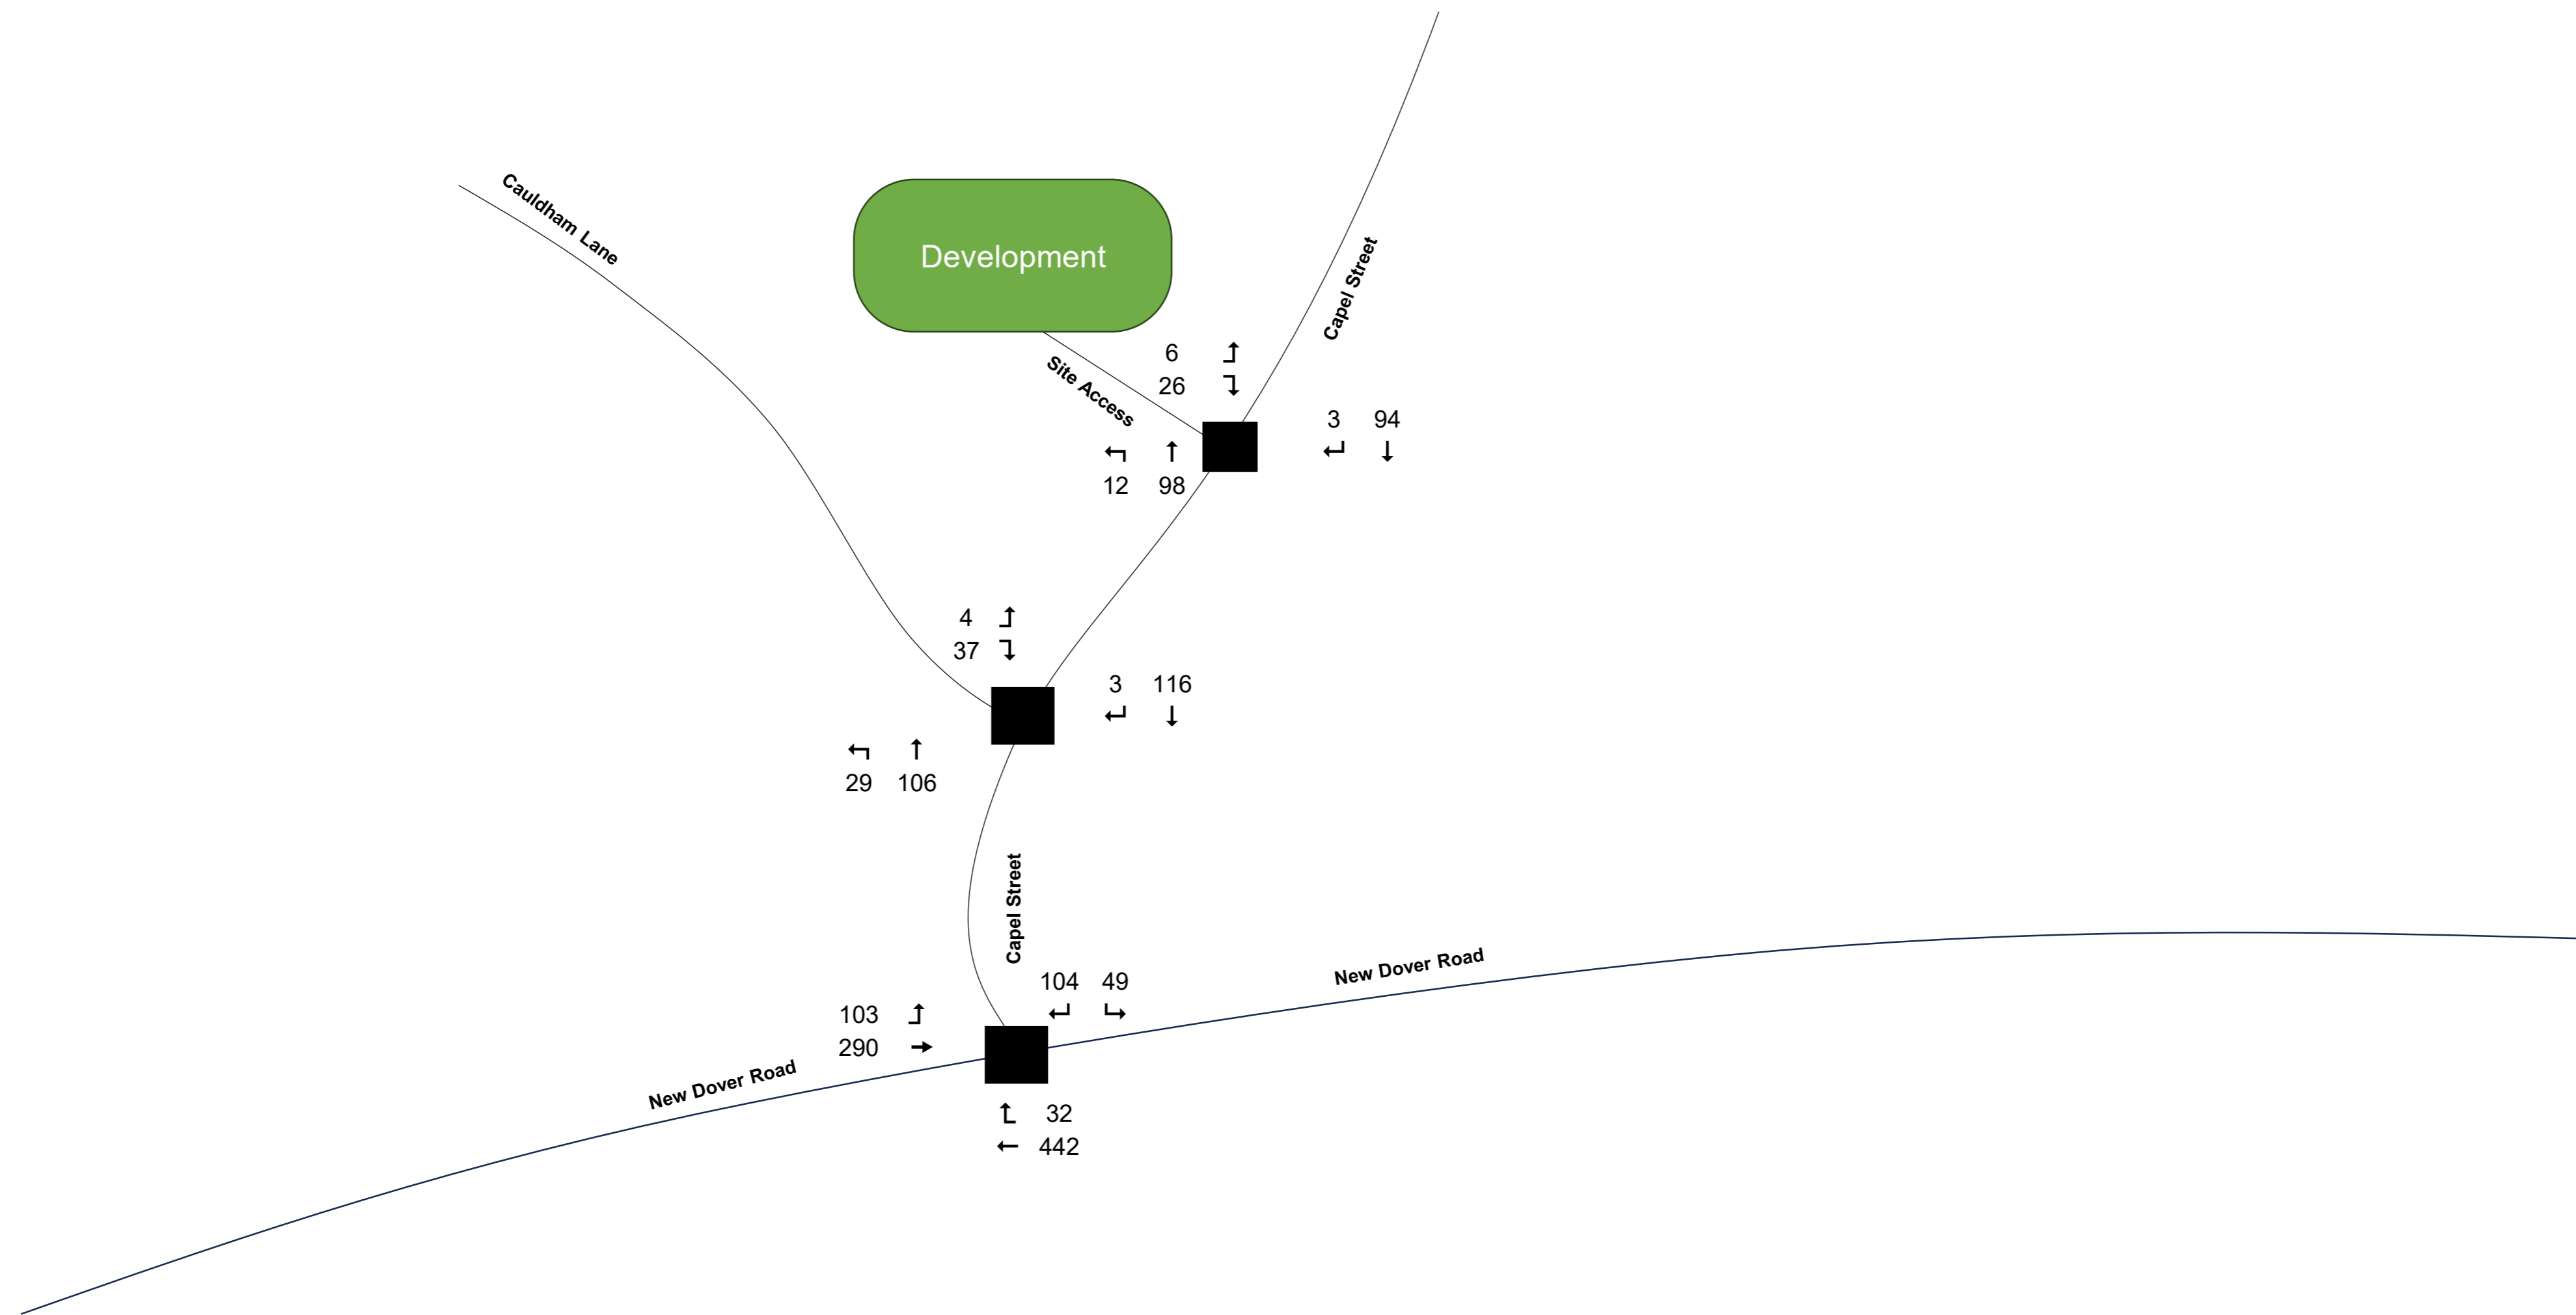 Cauldham Lane
Development
Capel Street
Site Access
6
26
3 94
12 98
4
37
3 116
29 106
Capel Street
104 49
103
290
New Dover Road
New Dover Road
32
442